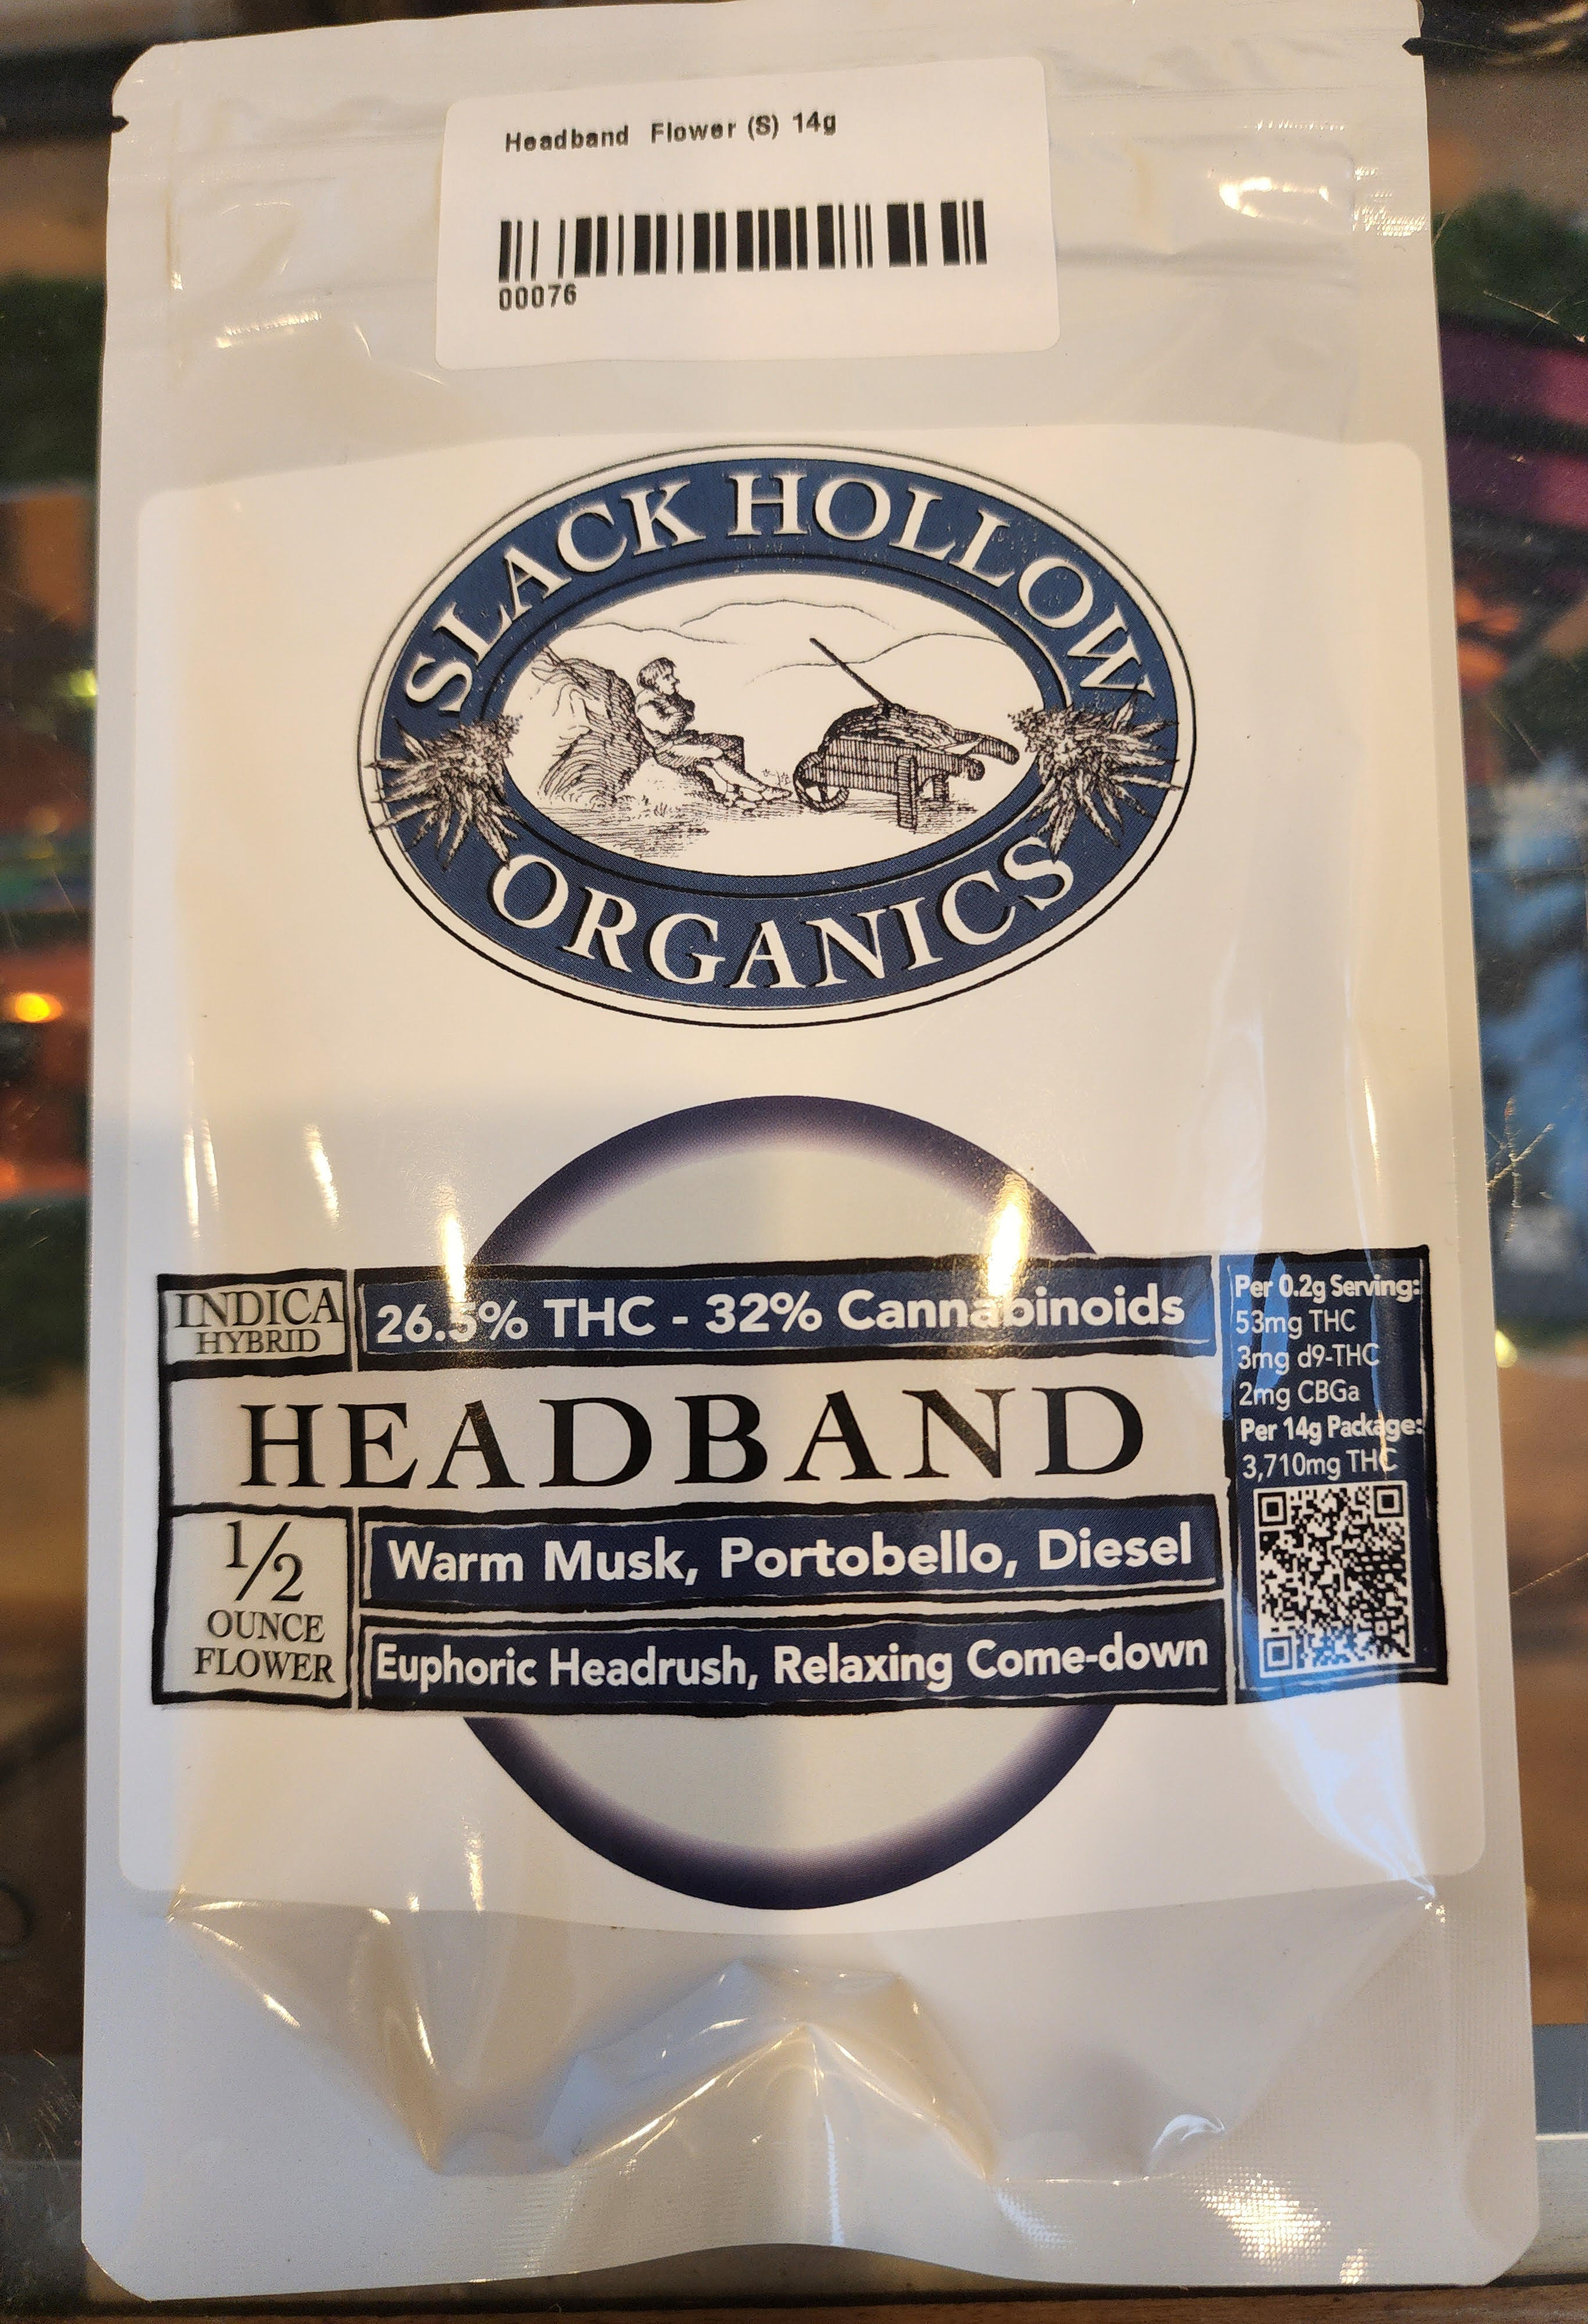 Headband Flower (S) 14g
00076
SLACK HOLLOW
ORGANICS
INDICA
HYBRID
26.5% THC - 32% Cannabinoids
HEADBAND
1/2
OUNCE
FLOWER
Warm Musk, Portobello, Diesel
Euphoric Headrush, Relaxing Come-down
Per 0.2g Serving:
53mg THC
3mg d9-THC
2mg CBGa
Per 14g Package:
3,710mg THC